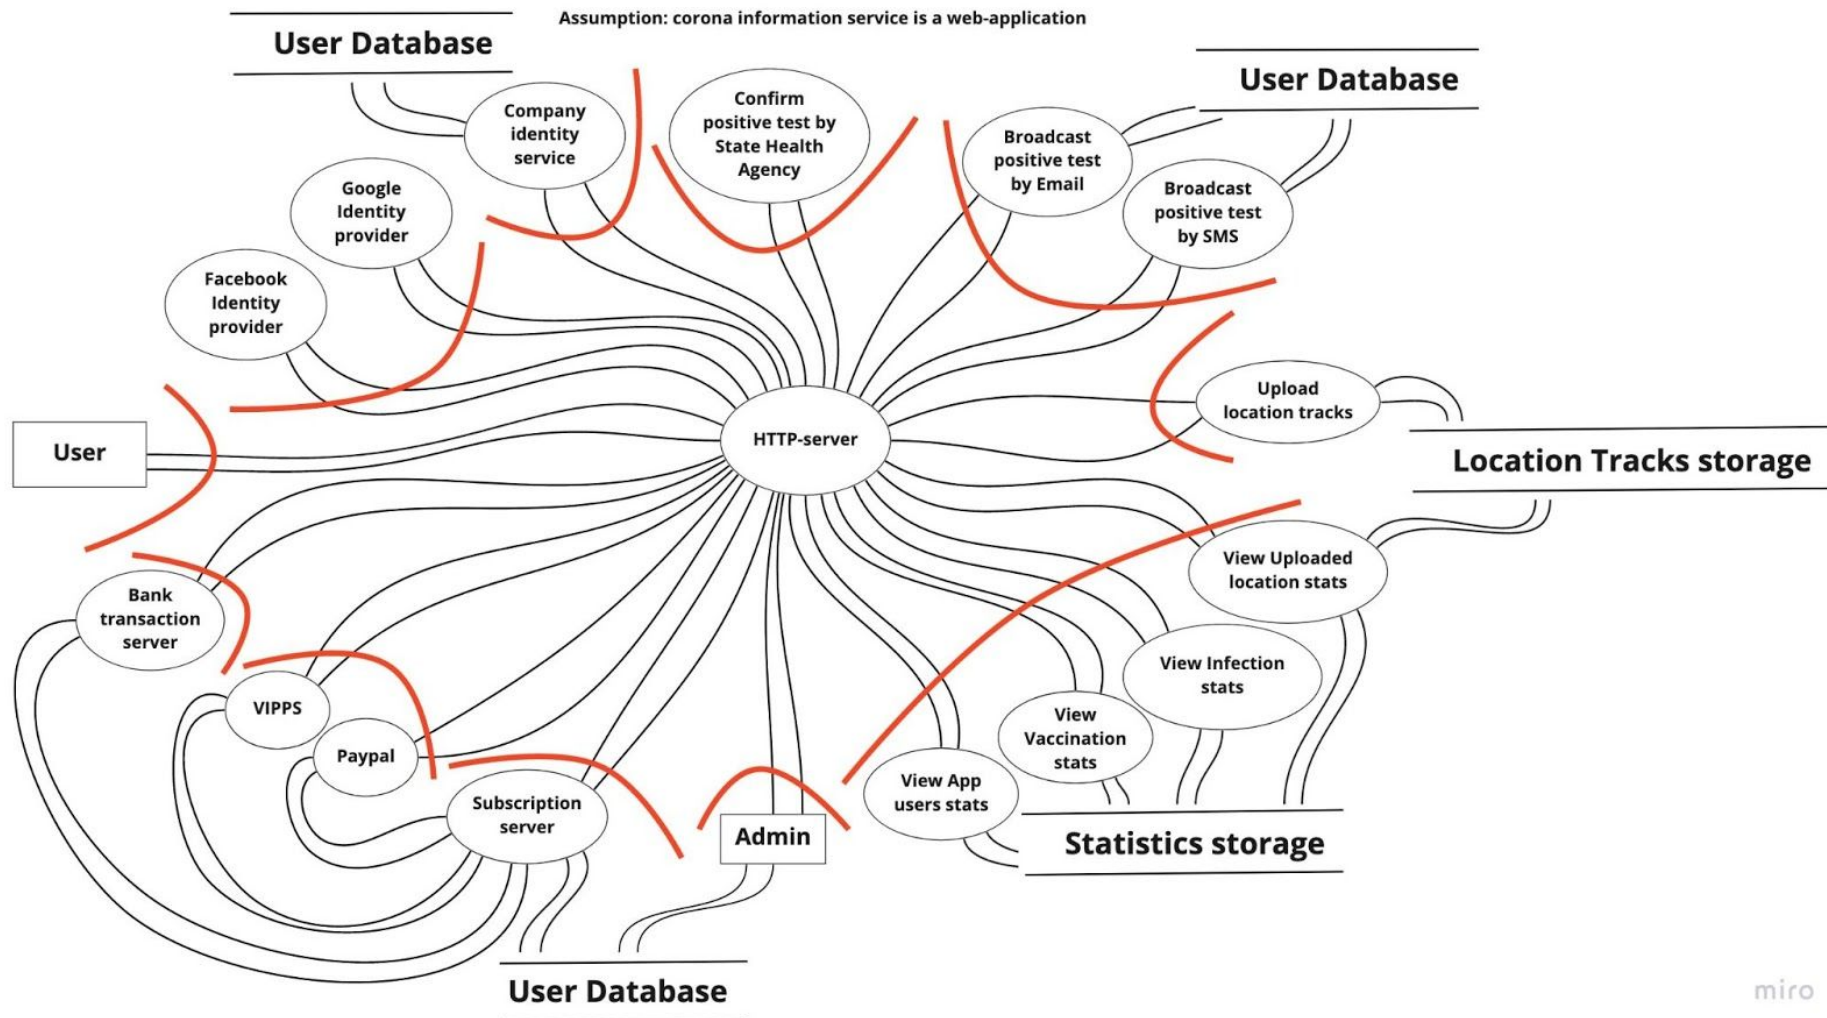 Assumption: corona information service is a web-application
User Database
User Database
Company
identity
service
Confirm
positive test by
State Health
Agency
Broadcast
positive test
by Email
Broadcast
positive test
by SMS
Google
Identity
provider
Facebook
Identity
provider
Upload
location tracks
User
HTTP-server
Location Tracks storage
View Uploaded
location stats
Bank
transaction
server
View Infection
stats
VIPPS
View
Vaccination
stats
Paypal
View App
users stats
Subscription
server
Admin
Statistics storage
User Database
miro